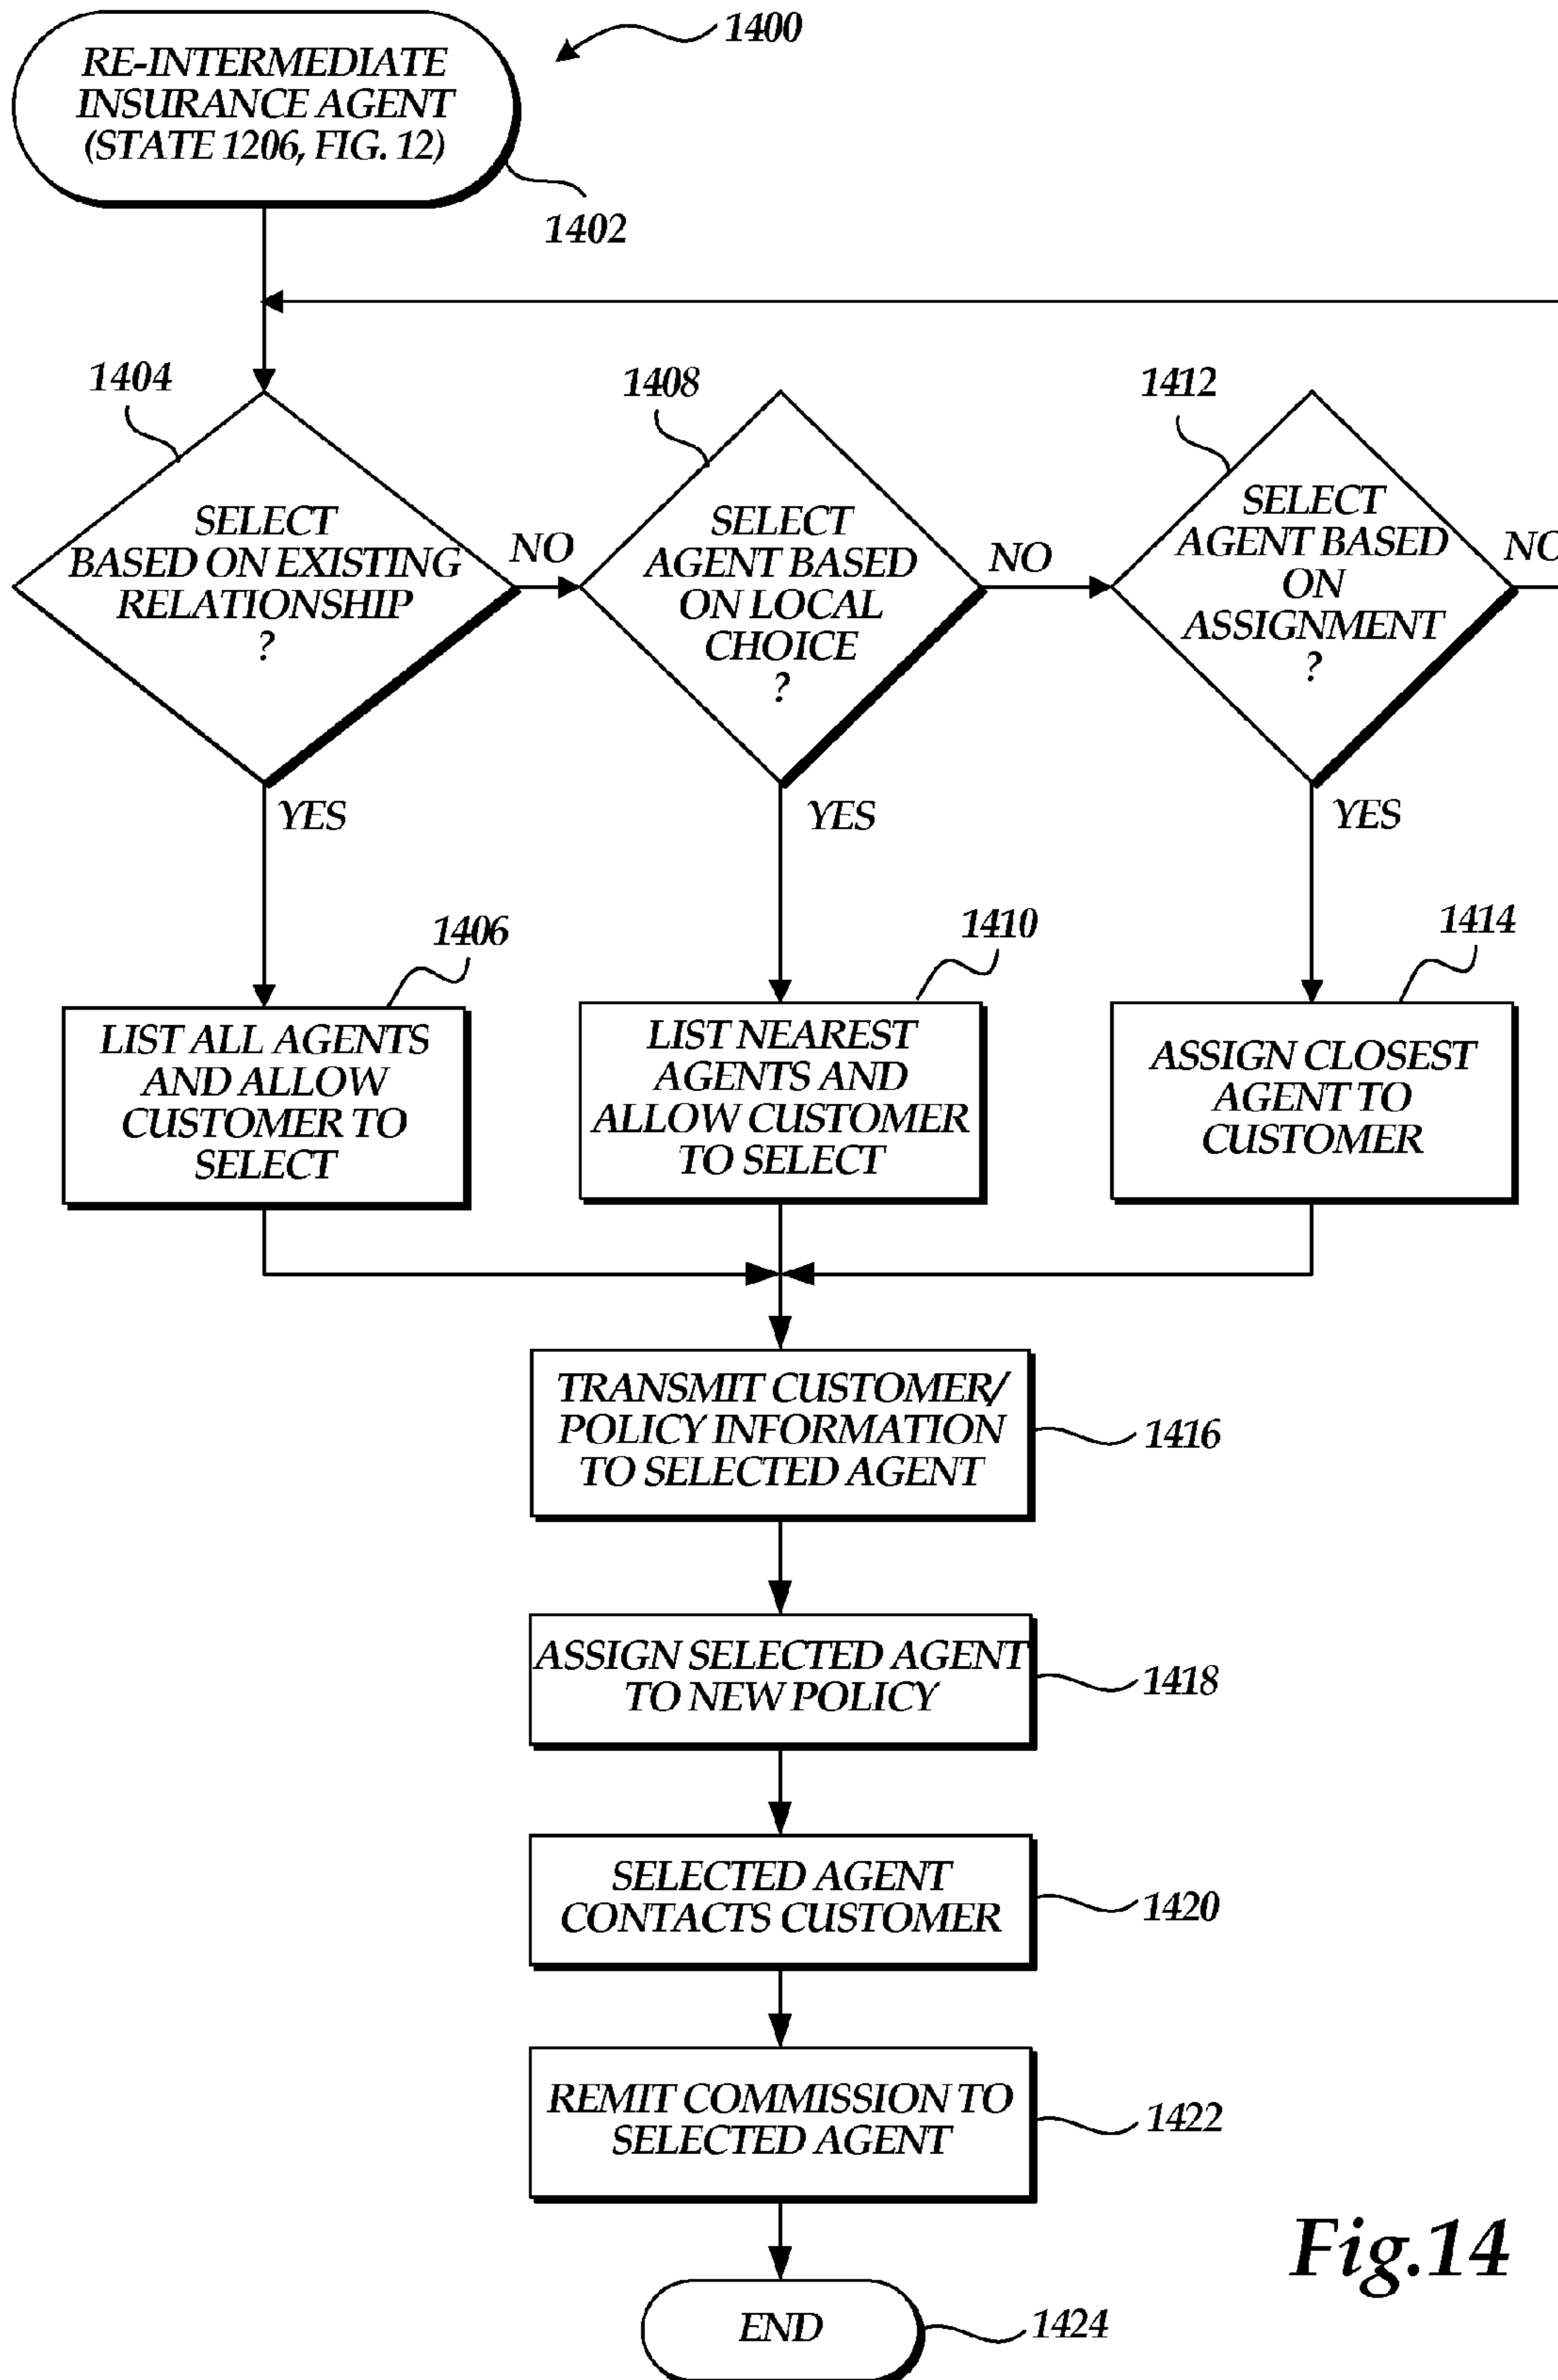 1400
RE-INTERMEDIATE
INSURANCE AGENT
(STATE 1206, FIG. 12)
1402
1404
SELECT
BASED ON EXISTING
RELATIONSHIP
?
NO
YES
1408
SELECT
AGENT BASED
ON LOCAL
CHOICE
?
NO
YES
1412
SELECT
AGENT BASED
ON
ASSIGNMENT
?
NO
YES
1406
LIST ALL AGENTS
AND ALLOW
CUSTOMER TO
SELECT
1410
LIST NEAREST
AGENTS AND
ALLOW CUSTOMER
TO SELECT
1414
ASSIGN CLOSEST
AGENT TO
CUSTOMER
TRANSMIT CUSTOMER/
POLICY INFORMATION
TO SELECTED AGENT
1416
ASSIGN SELECTED AGENT
TO NEW POLICY
1418
SELECTED AGENT
CONTACTS CUSTOMER
1420
REMIT COMMISSION TO
SELECTED AGENT
1422
END
1424
Fig.14